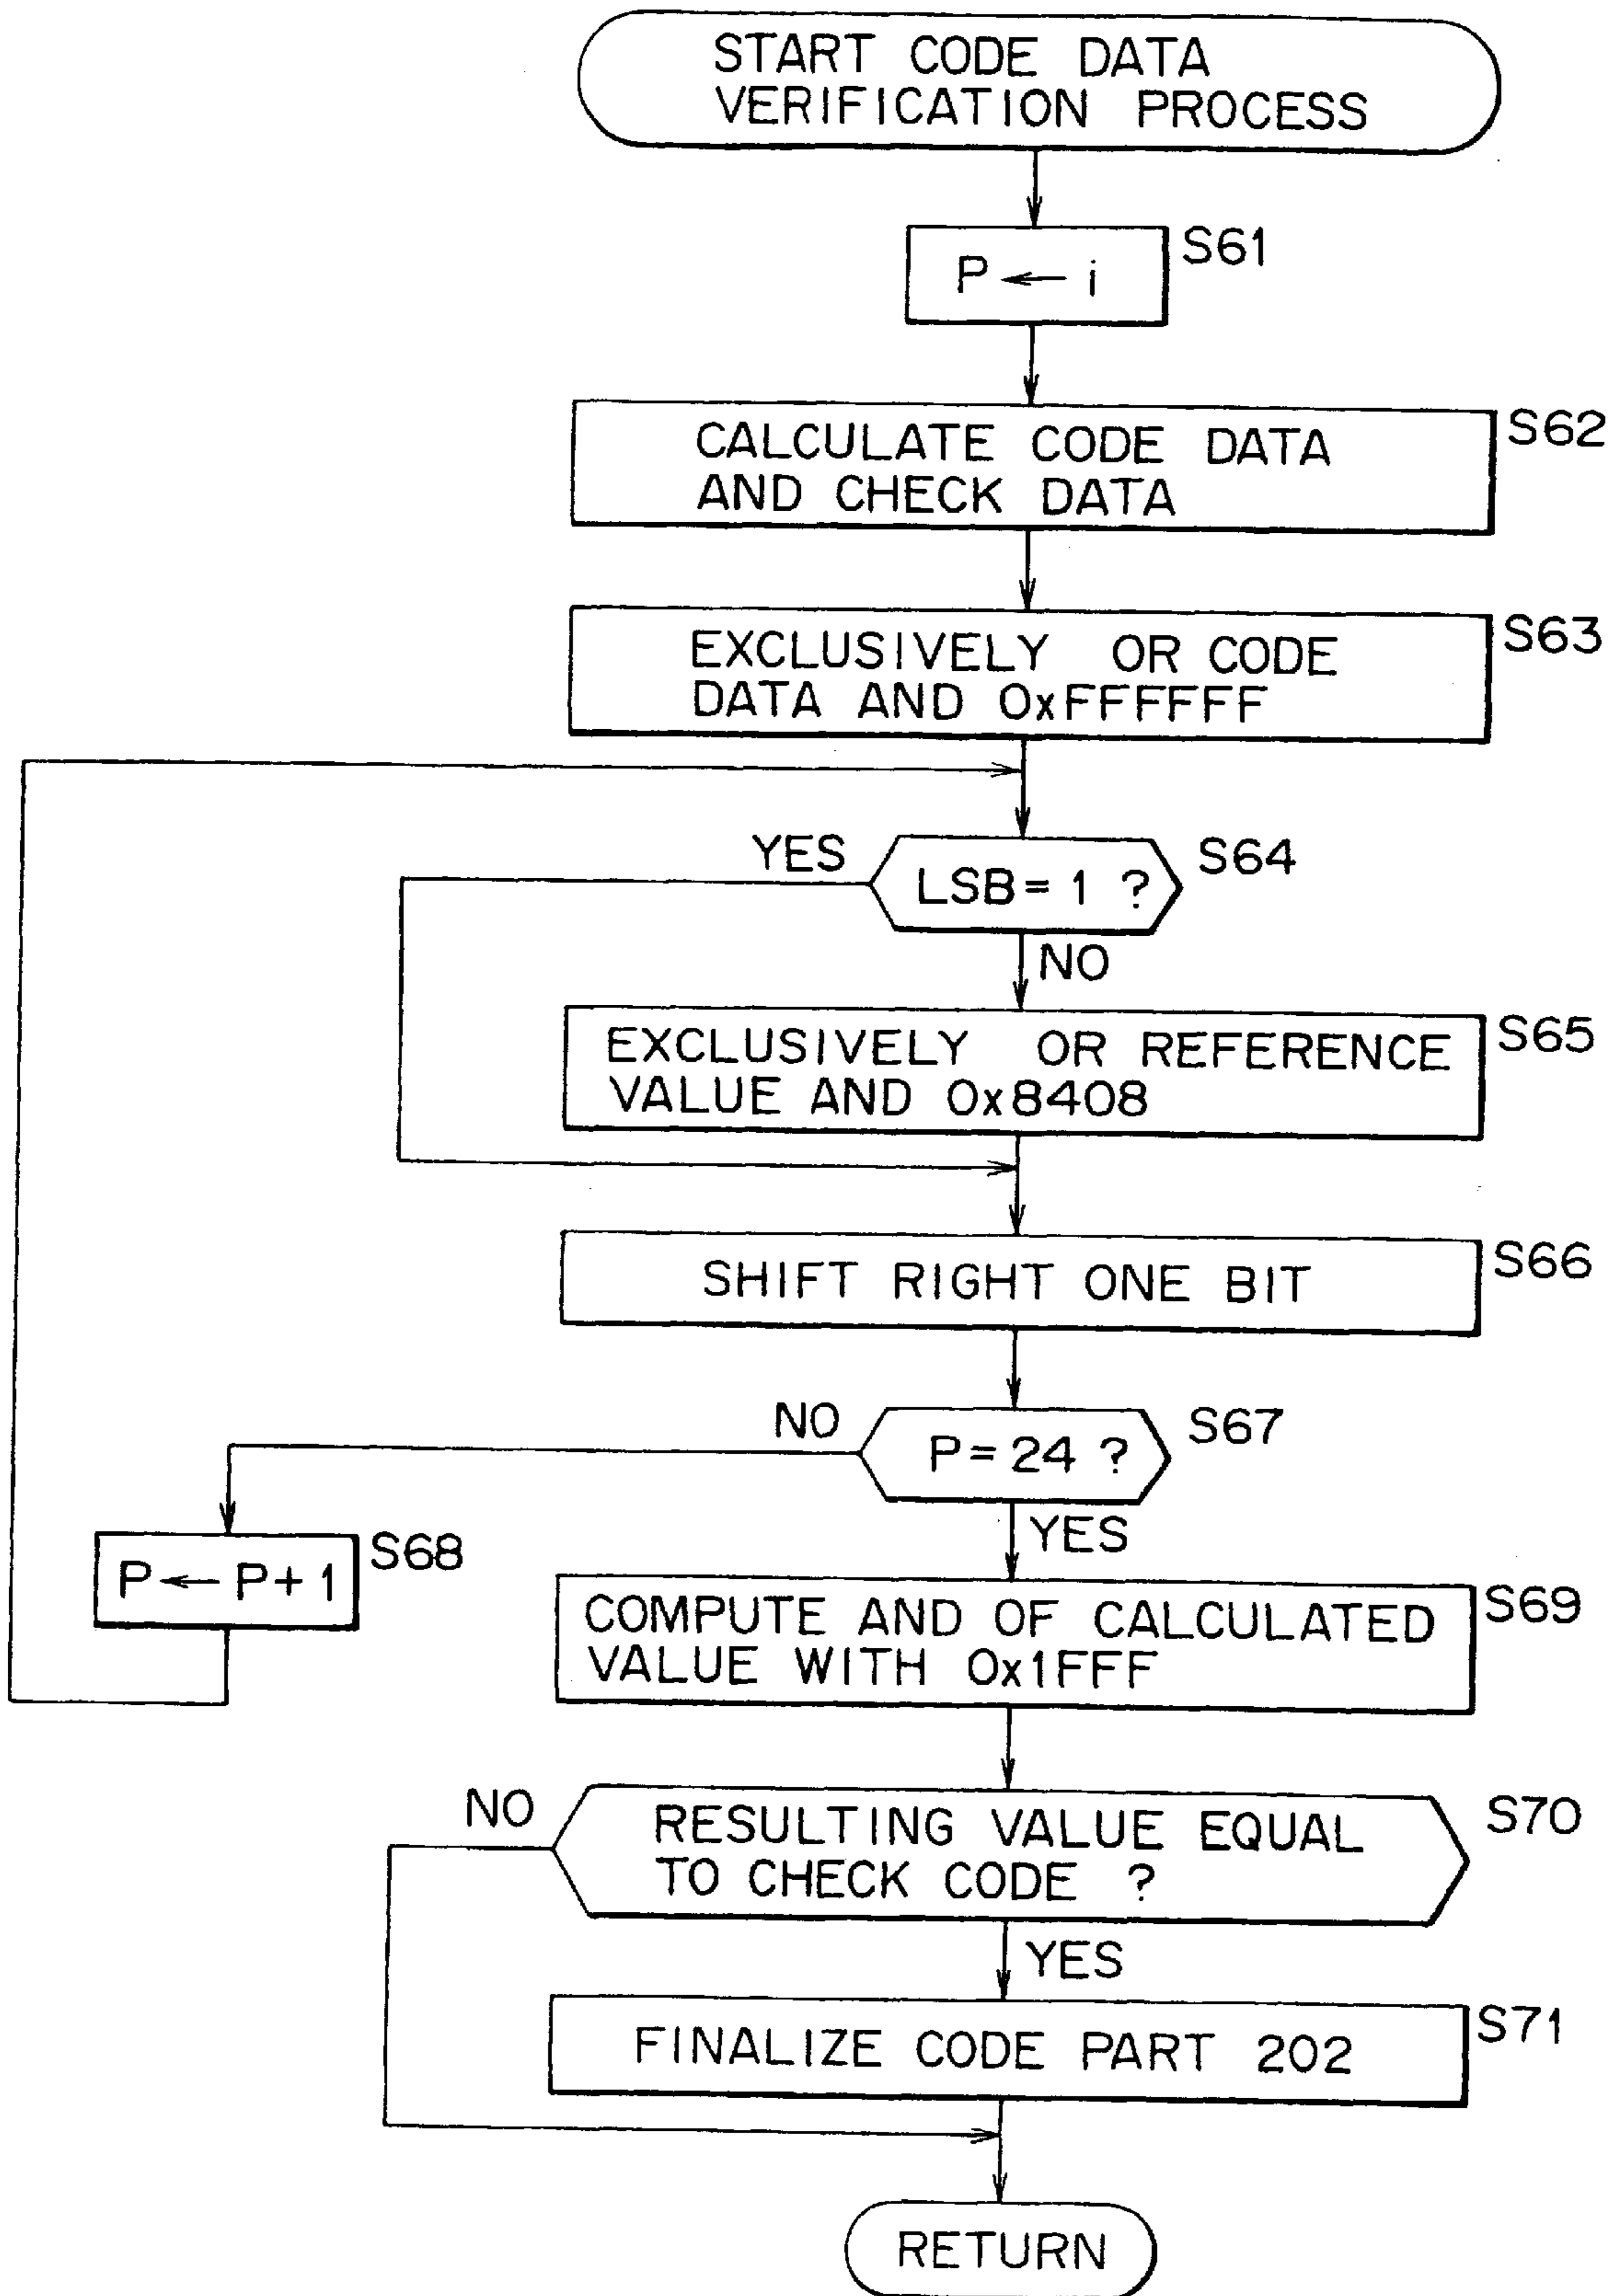 START CODE DATA
VERIFICATION PROCESS
S61
P ← i
S62
CALCULATE CODE DATA
AND CHECK DATA
S63
EXCLUSIVELY OR CODE
DATA AND 0xFFFFFF
YES
S64
LSB = 1 ?
NO
S65
EXCLUSIVELY OR REFERENCE
VALUE AND 0x8408
S66
SHIFT RIGHT ONE BIT
NO
S67
P = 24 ?
YES
S68
P ← P + 1
S69
COMPUTE AND OF CALCULATED
VALUE WITH 0x1FFF
NO
S70
RESULTING VALUE EQUAL
TO CHECK CODE ?
YES
S71
FINALIZE CODE PART 202
RETURN